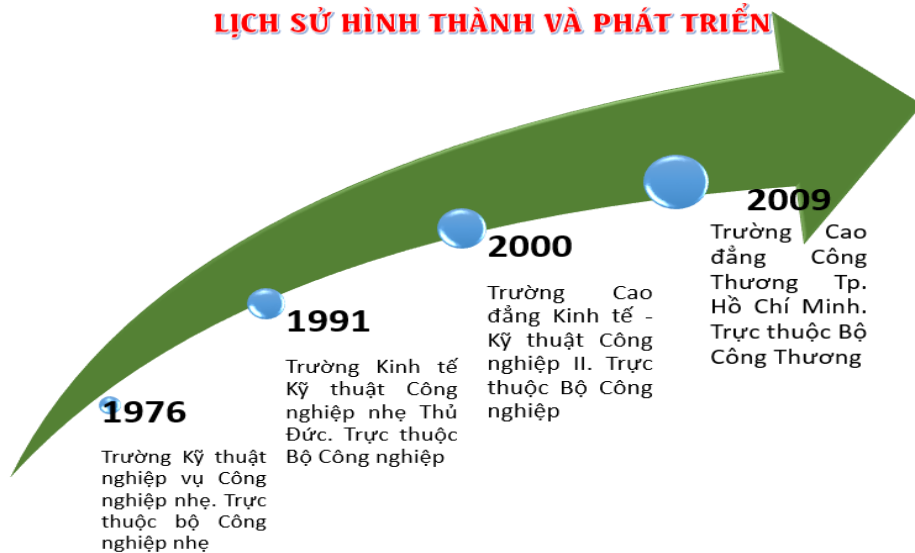 LỊCH SỬ HÌNH THÀNH VÀ PHÁT TRIỂN
1976
Trường Kỹ thuật
nghiệp vụ Công
nghiệp nhẹ. Trực
thuộc bộ Công
nghiệp nhẹ
1991
Trường Kinh tế
Kỹ thuật Công
nghiệp nhẹ Thủ
Đức. Trực thuộc
Bộ Công nghiệp
2000
Trường Cao
đẳng Kinh tế -
Kỹ thuật Công
nghiệp II. Trực
thuộc Bộ Công
nghiệp
2009
Trường Cao
đẳng Công
Thương Tp.
Hồ Chí Minh.
Trực thuộc Bộ
Công Thương